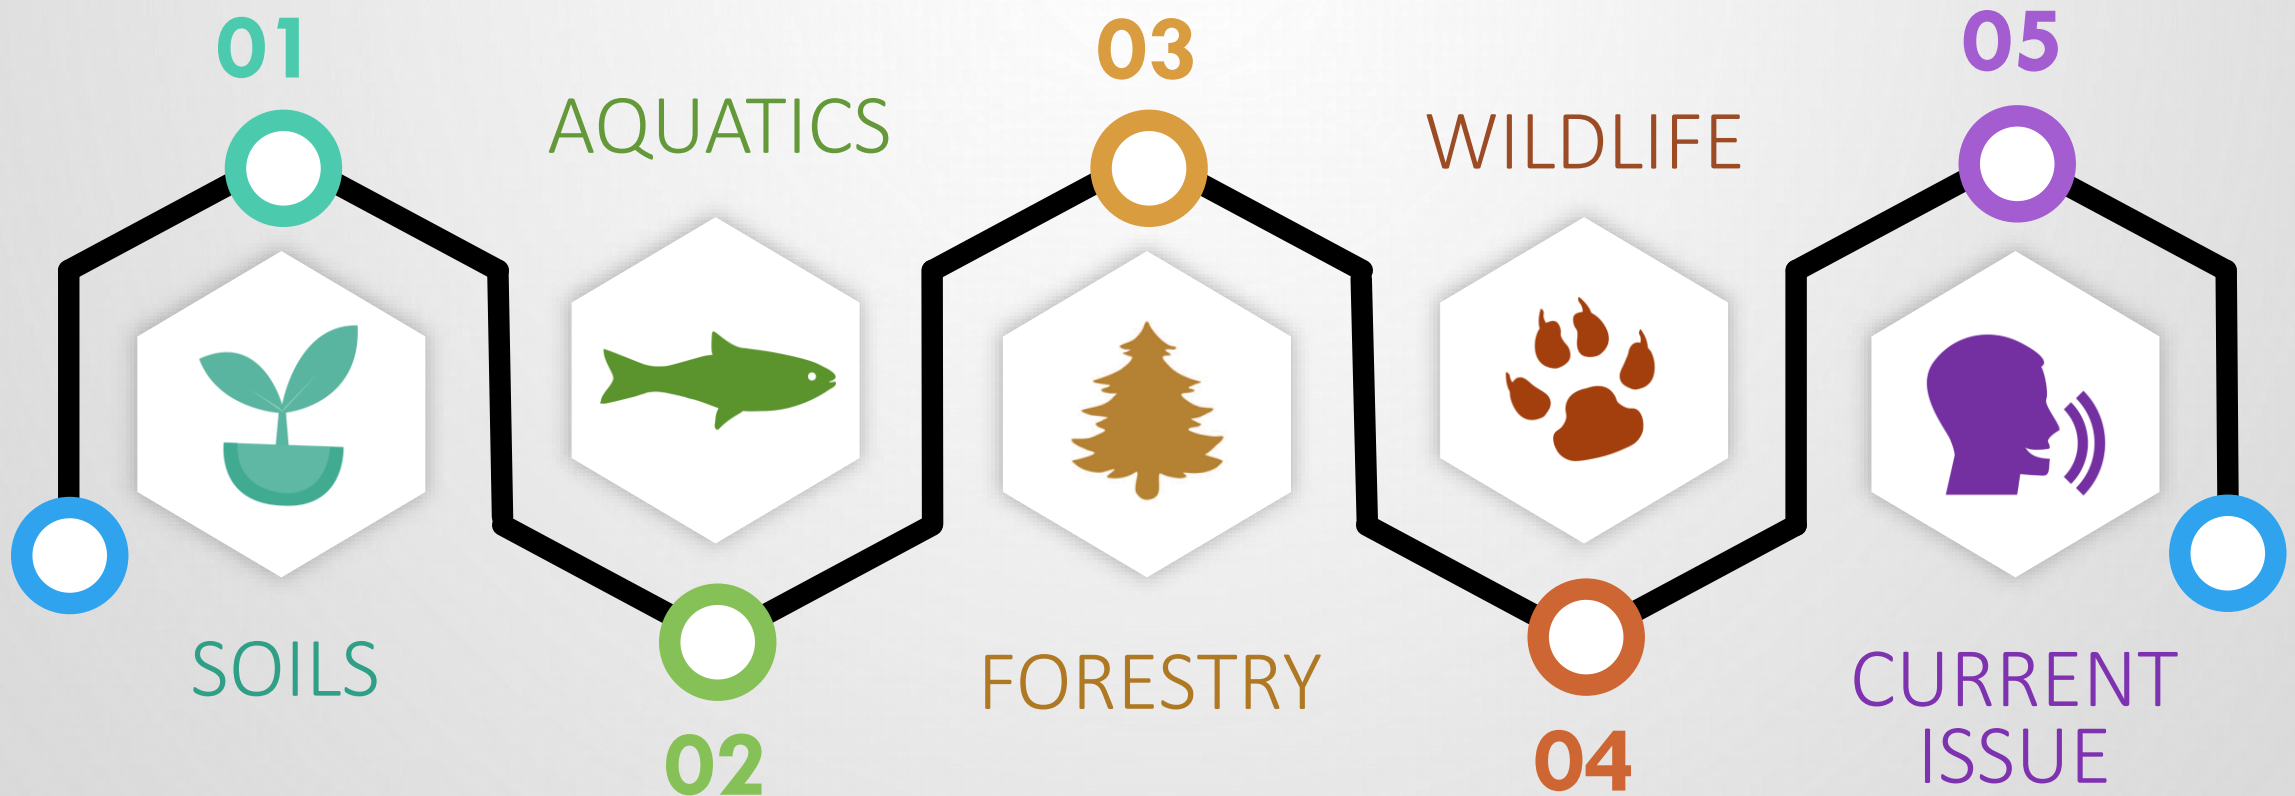 01
SOILS
AQUATICS
02
03
FORESTRY
WILDLIFE
04
05
CURRENT
ISSUE